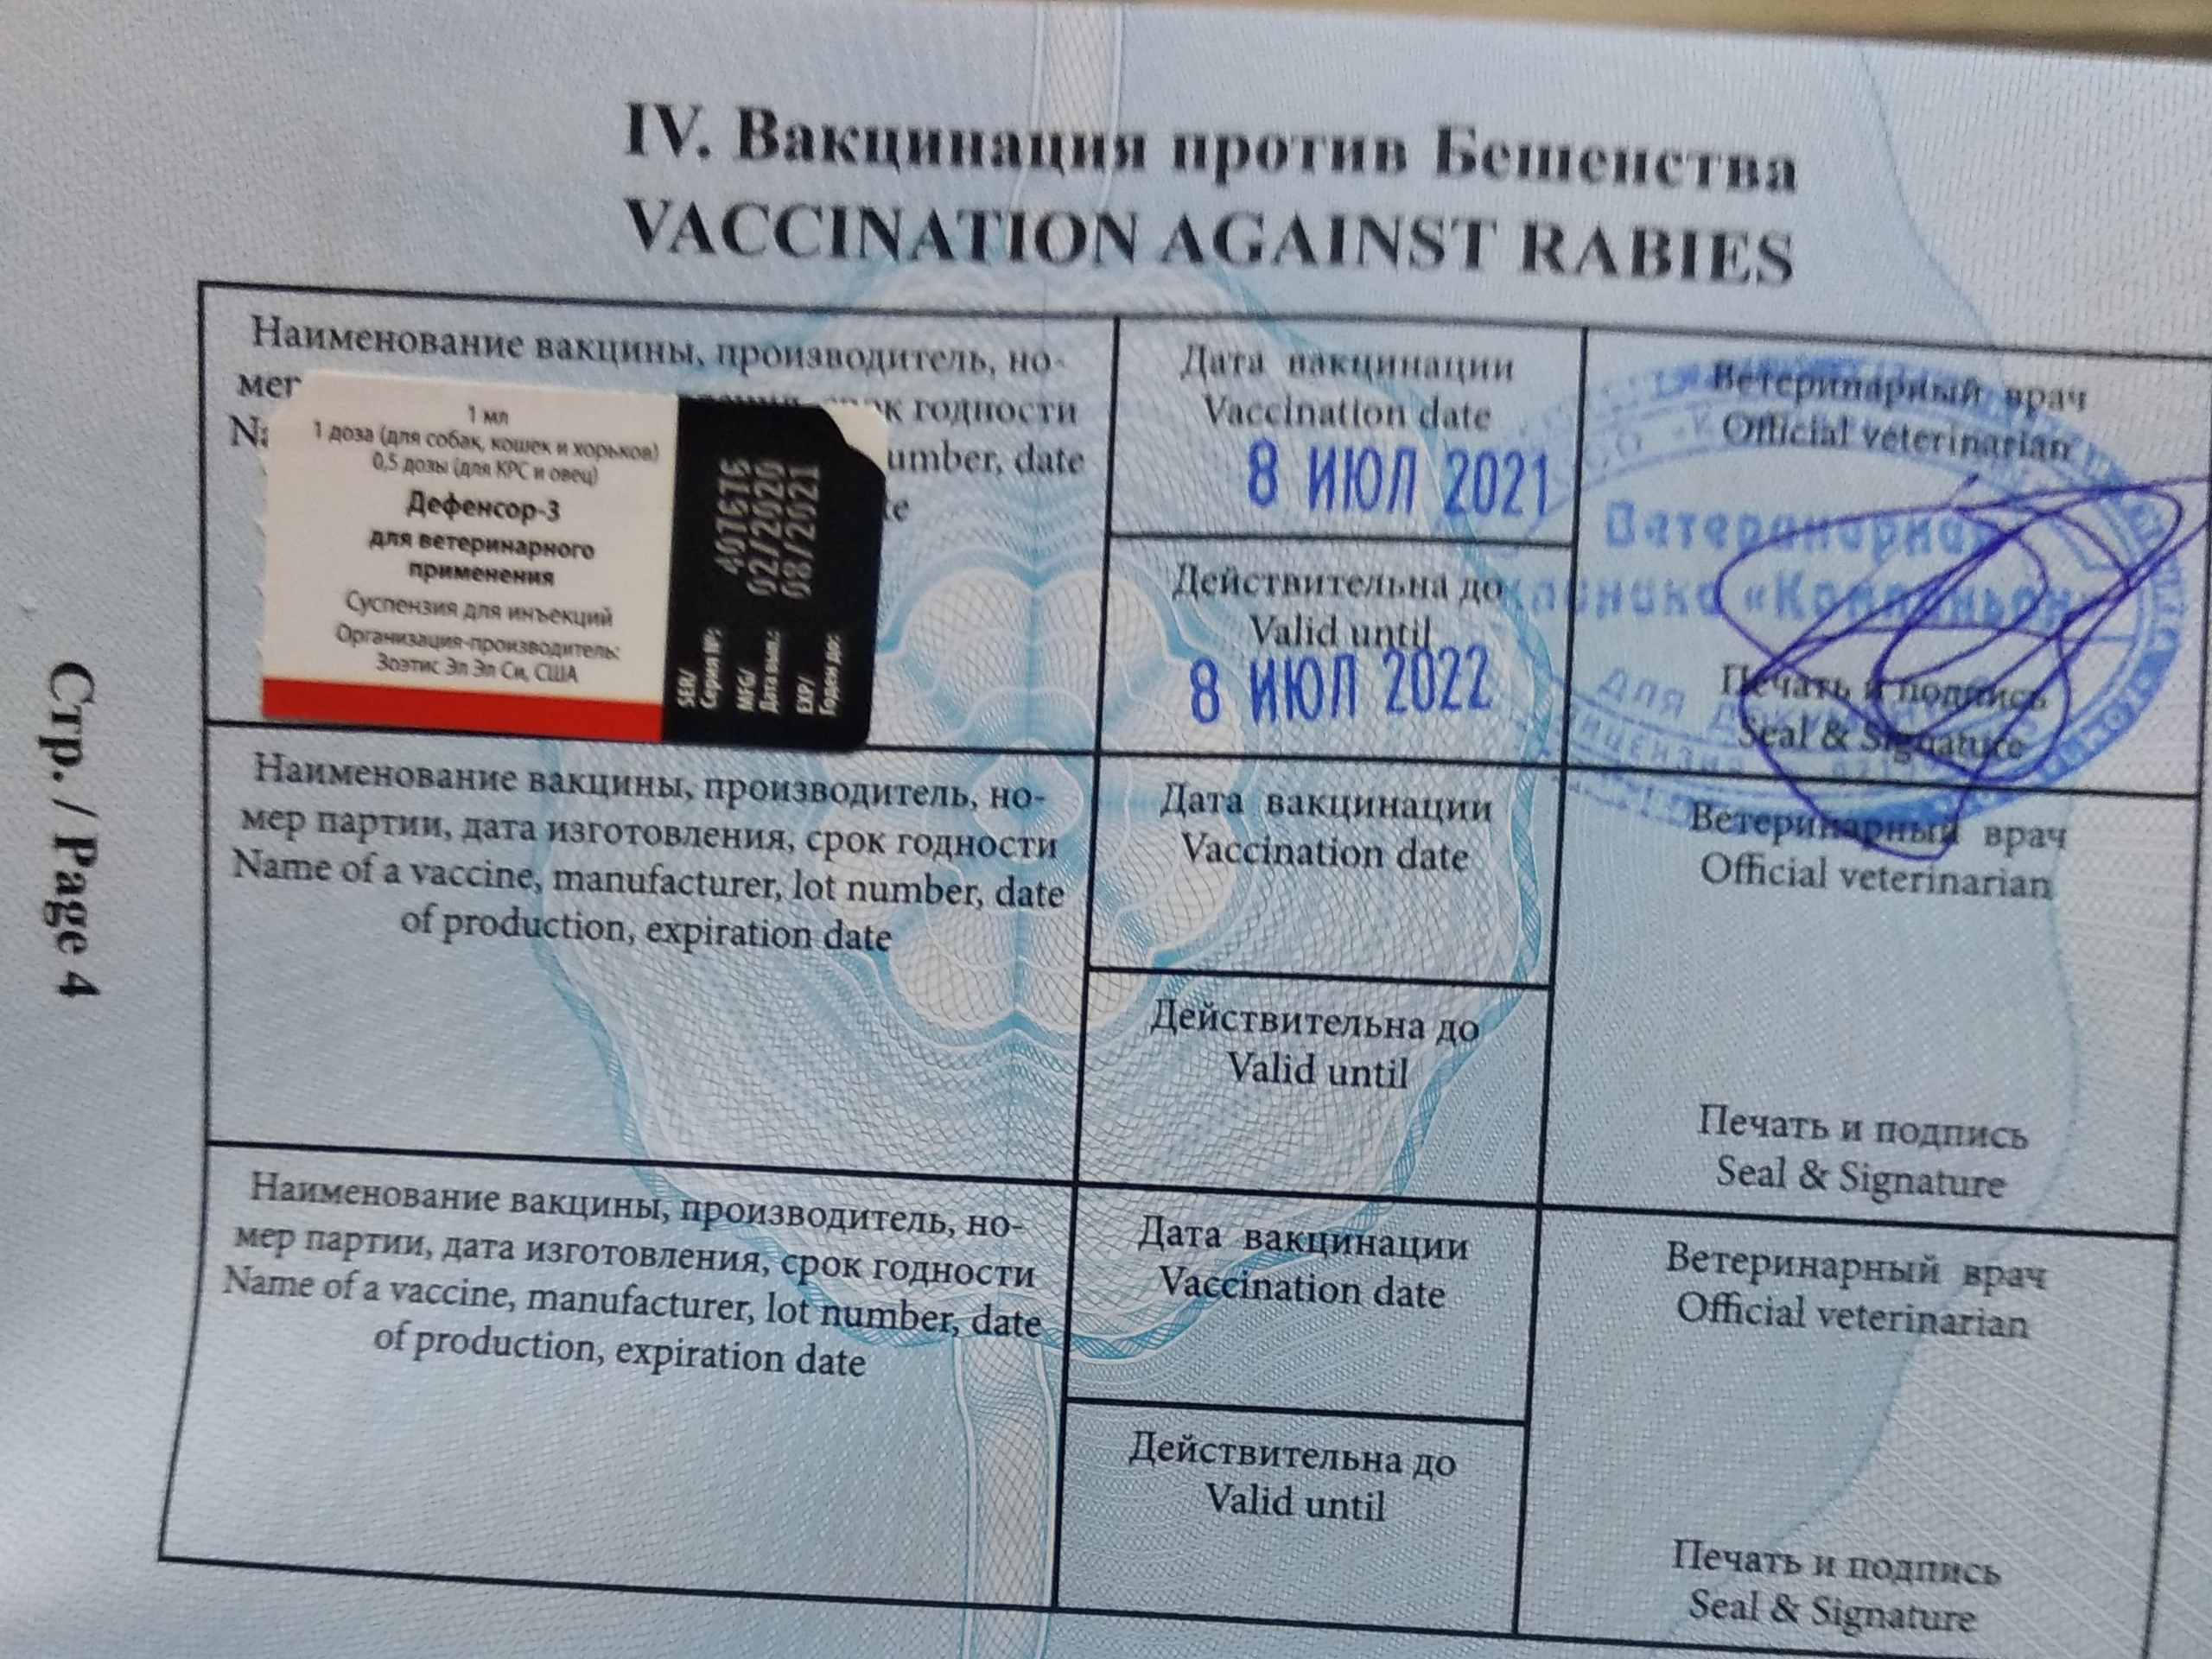 IV. Вакцинация против Бешенства
VACCINATION AGAINST RABIES
Наименование вакцины, производитель, но-
мер
срок годности
umber, date
1 мл
1 доза (для собак, кошек и хорьков)
0,5 дозы (для КРС и овец)
Дефенсор-3
для ветеринарного
применения
Суспензия для инъекций
Организация-производитель:
Зоэтис Эл Эл Си, США
SER/
Серия №:
MFG/
Дата вып.:
02/2020
EXP/
Годен до:
08/2021
Дата вакцинации
Vaccination date
8 ИЮЛ 2021
Действительна до
Valid until
8 ИЮЛ 2022
Ветеринарный врач
Official veterinarian
Ветеринарная
клиника «Компаньон»
Печать и подпись
Seal & Signature
Наименование вакцины, производитель, но-
мер партии, дата изготовления, срок годности
Name of a vaccine, manufacturer, lot number, date
of production, expiration date
Дата вакцинации
Vaccination date
Действительна до
Valid until
Ветеринарный врач
Official veterinarian
Печать и подпись
Seal & Signature
Наименование вакцины, производитель, но-
мер партии, дата изготовления, срок годности
Name of a vaccine, manufacturer, lot number, date
of production, expiration date
Дата вакцинации
Vaccination date
Действительна до
Valid until
Ветеринарный врач
Official veterinarian
Печать и подпись
Seal & Signature
Стр. / Page 4